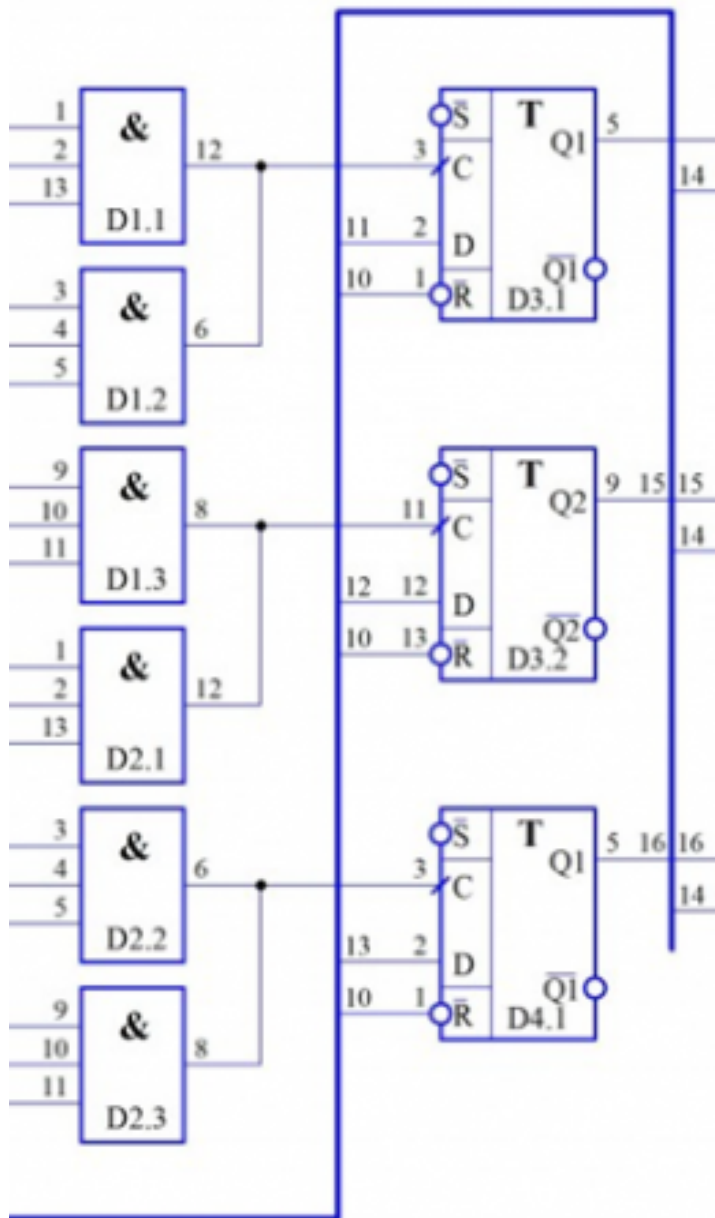 1
&
2
12
13
D1.1
3
&
4
6
5
D1.2
9
&
10
8
11
D1.3
1
&
2
12
13
D2.1
3
&
4
6
5
D2.2
9
&
10
8
11
D2.3
S̅ T
Q1 5
3 C
14
11 2 D
Q̅1̅
10 1 R̅ D3.1
S̅ T
Q2 9 15 15
11 C
14
12 12 D
Q̅2̅
10 13 R̅ D3.2
S̅ T
Q1 5 16 16
3 C
14
13 2 D
Q̅1̅
10 1 R̅ D4.1